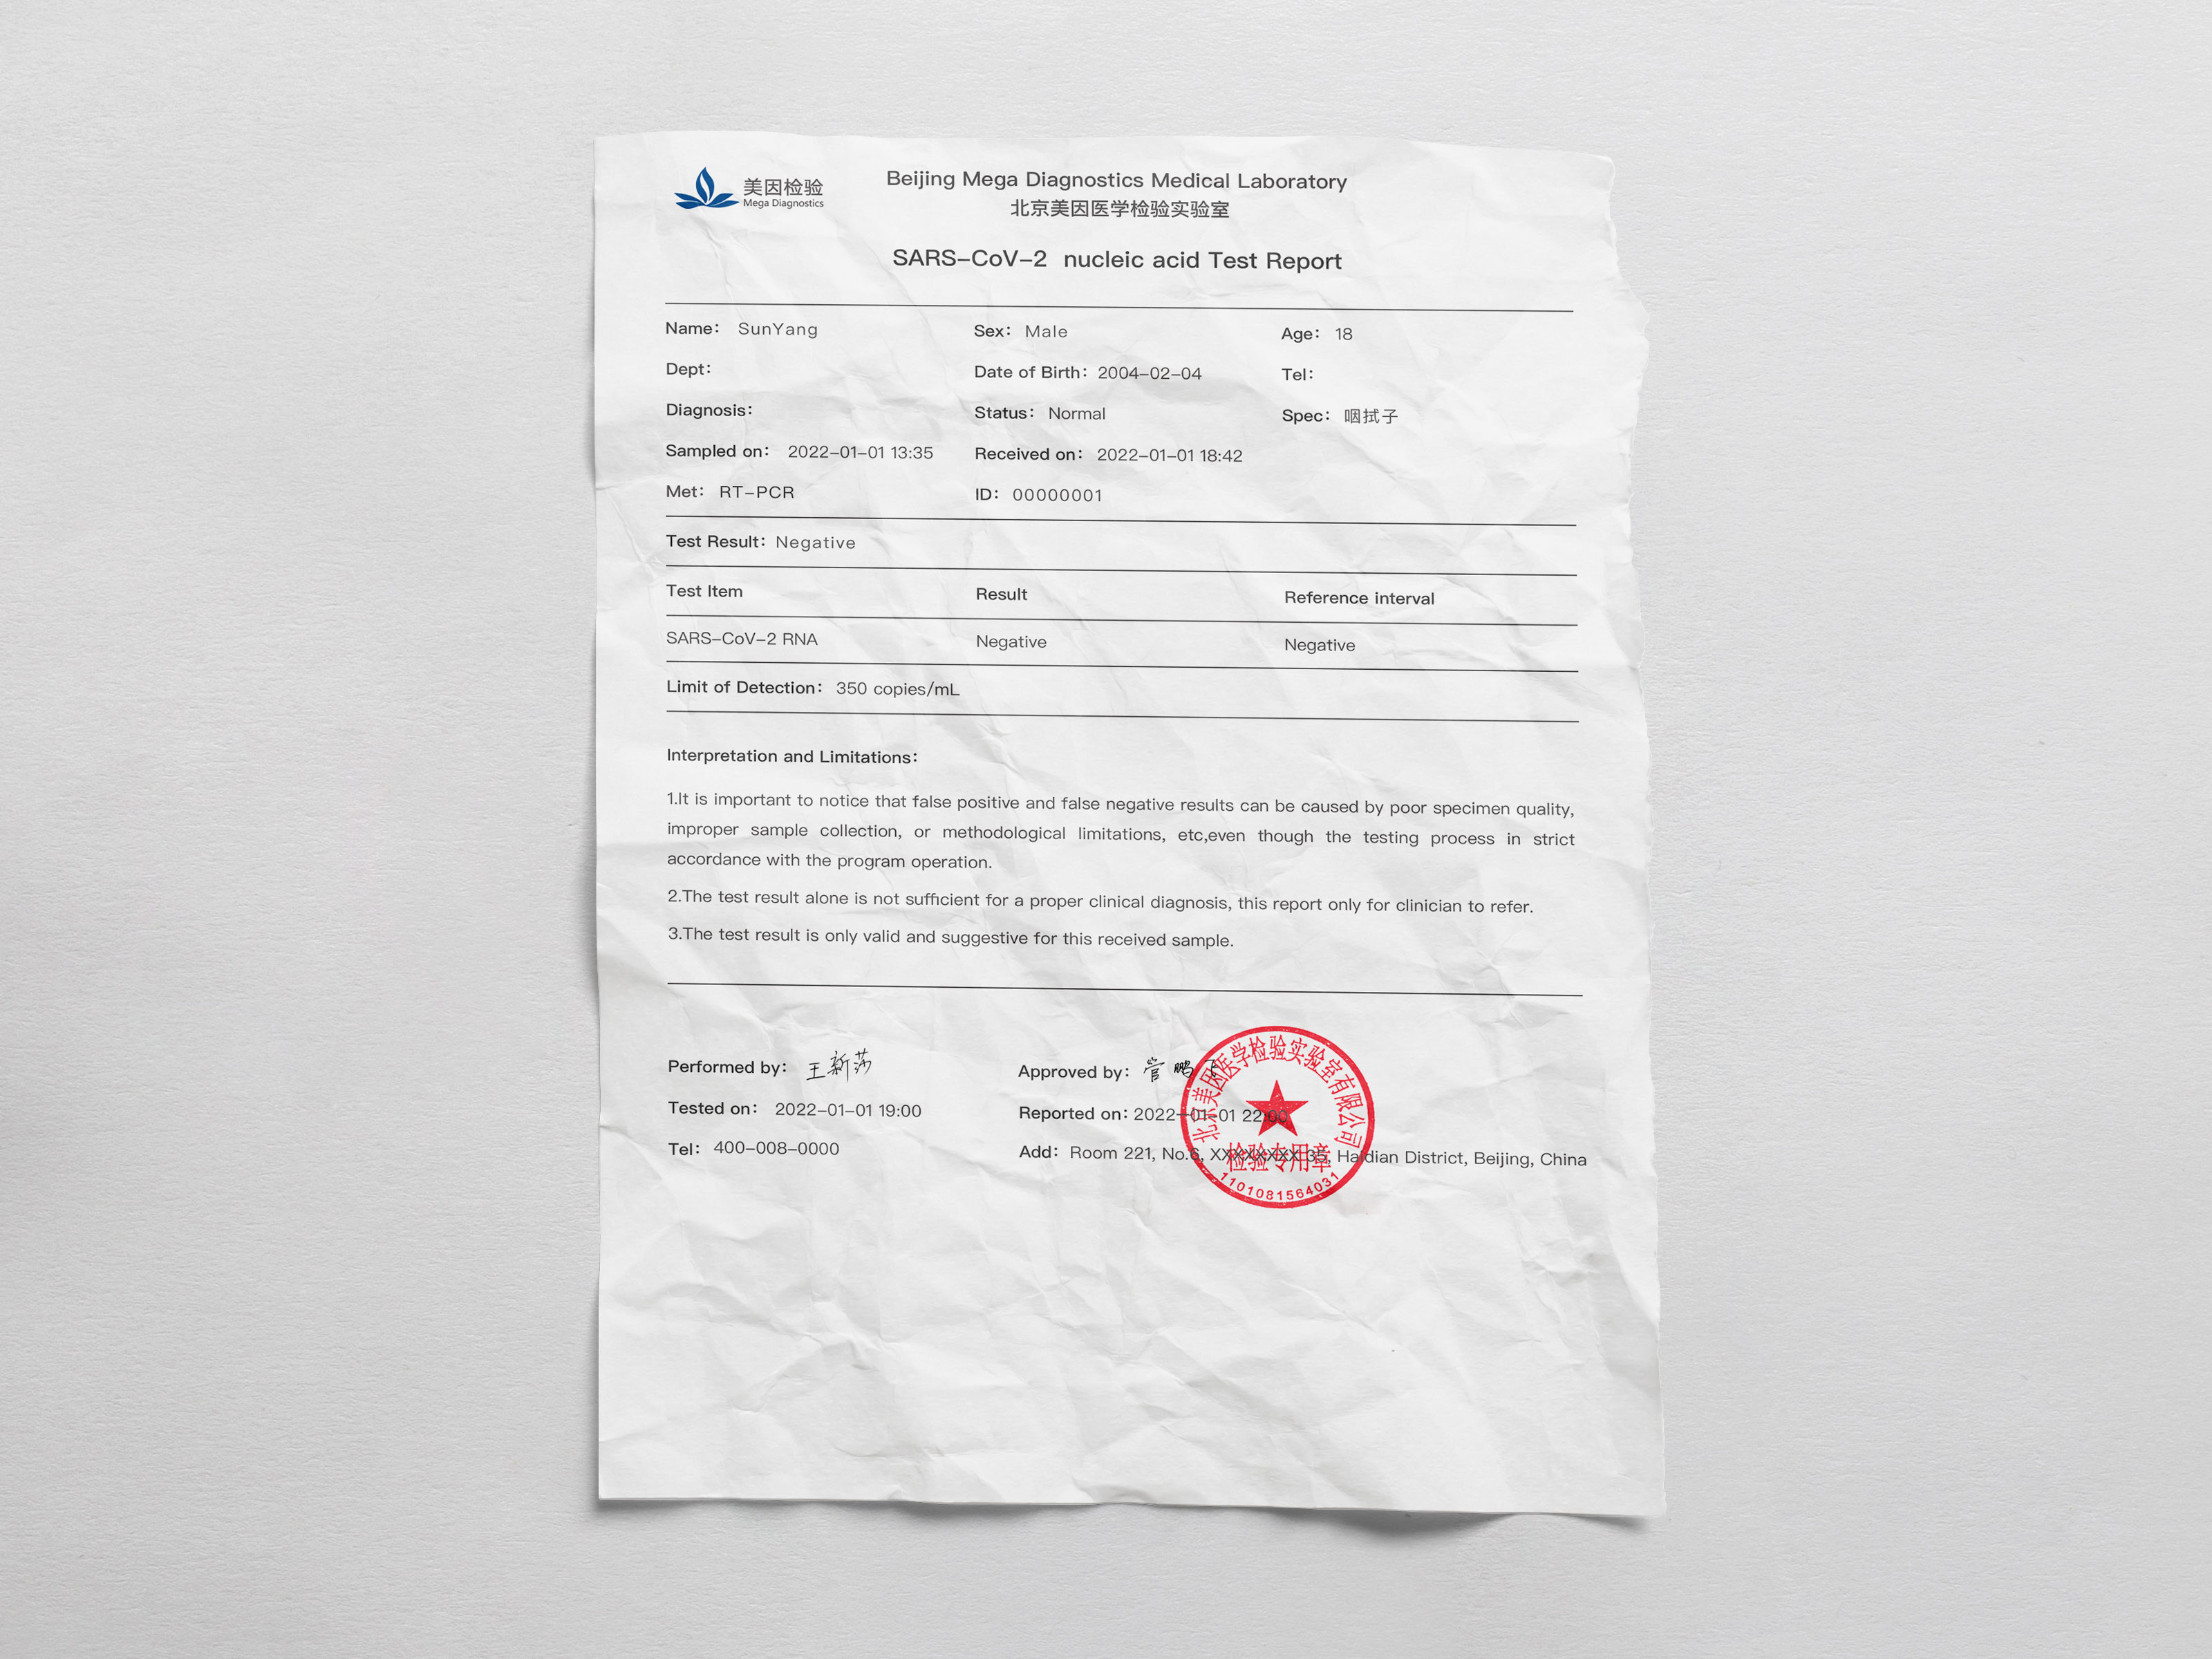 美因检验
Mega Diagnostics
Beijing Mega Diagnostics Medical Laboratory
北京美因医学检验实验室
SARS-CoV-2 nucleic acid Test Report
Name: SunYang Sex: Male Age: 18
Dept: Date of Birth: 2004-02-04 Tel:
Diagnosis: Status: Normal Spec: 咽拭子
Sampled on: 2022-01-01 13:35 Received on: 2022-01-01 18:42
Met: RT-PCR ID: 00000001
Test Result: Negative
Test Item Result Reference interval
SARS-CoV-2 RNA Negative Negative
Limit of Detection: 350 copies/mL
Interpretation and Limitations:
1.It is important to notice that false positive and false negative results can be caused by poor specimen quality,
improper sample collection, or methodological limitations, etc,even though the testing process in strict
accordance with the program operation.
2.The test result alone is not sufficient for a proper clinical diagnosis, this report only for clinician to refer.
3.The test result is only valid and suggestive for this received sample.
Performed by: 王新莎 Approved by: 管鹏
Tested on: 2022-01-01 19:00 Reported on: 2022-01-01 22:00
Tel: 400-008-0000 Add: Room 221, No.6, XXXXXXXX 35, Haidian District, Beijing, China
北京美因医学检验实验室有限公司
检验专用章
1101081564031